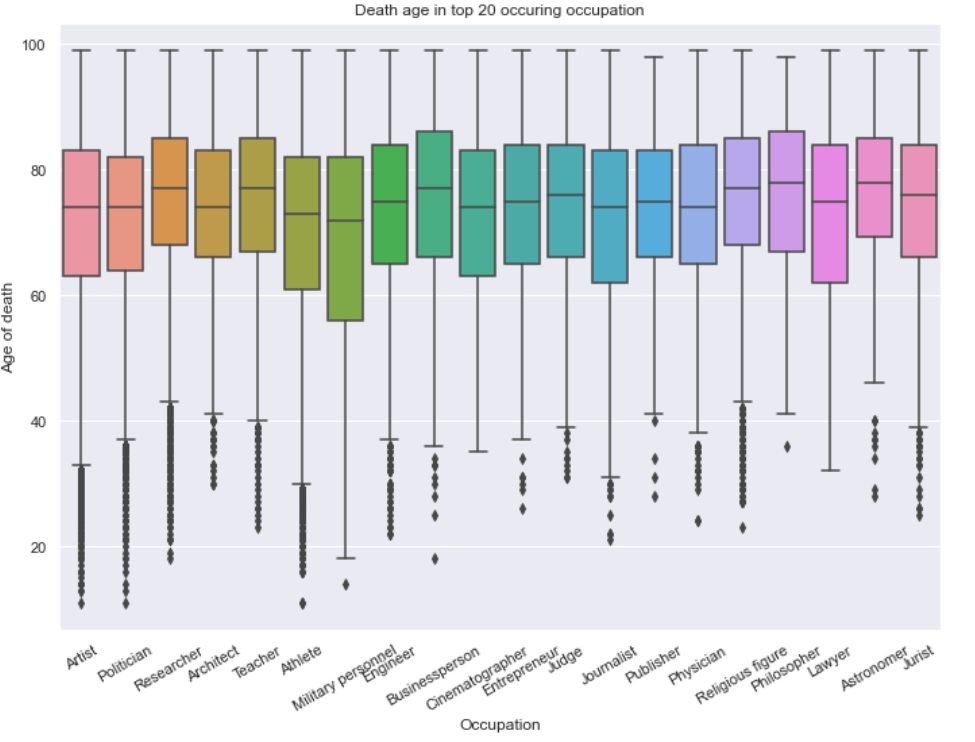 Death age in top 20 occuring occupation
100
80
60
40
20
Age of death
Artist
Politician
Researcher
Architect
Teacher
Athlete
Military personnel
Engineer
Businessperson
Cinematographer
Entrepreneur
Judge
Journalist
Publisher
Physician
Religious figure
Philosopher
Lawyer
Astronomer
Jurist
Occupation